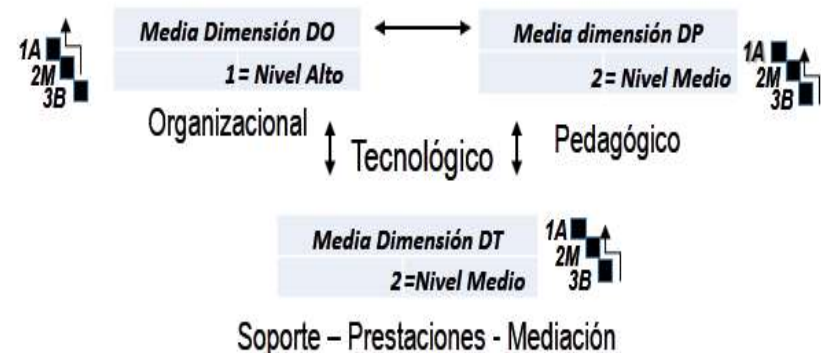 Media Dimensión DO
1= Nivel Alto
1A
2M
3B
Organizacional
Media dimensión DP
2= Nivel Medio
1A
2M
3B
Pedagógico
Tecnológico
Media Dimensión DT
2=Nivel Medio
1A
2M
3B
Soporte – Prestaciones - Mediación